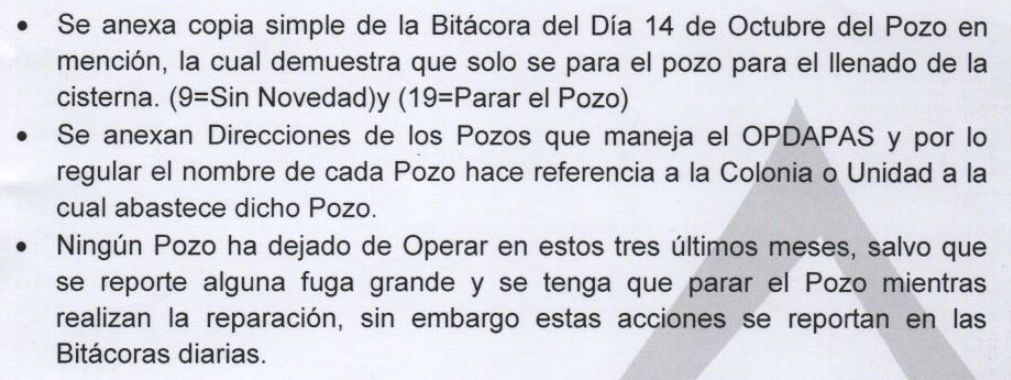 • Se anexa copia simple de la Bitácora del Día 14 de Octubre del Pozo en
mención, la cual demuestra que solo se para el pozo para el llenado de la
cisterna. (9=Sin Novedad)y (19=Parar el Pozo)
• Se anexan Direcciones de los Pozos que maneja el OPDAPAS y por lo
regular el nombre de cada Pozo hace referencia a la Colonia o Unidad a la
cual abastece dicho Pozo.
• Ningún Pozo ha dejado de Operar en estos tres últimos meses, salvo que
se reporte alguna fuga grande y se tenga que parar el Pozo mientras
realizan la reparación, sin embargo estas acciones se reportan en las
Bitácoras diarias.